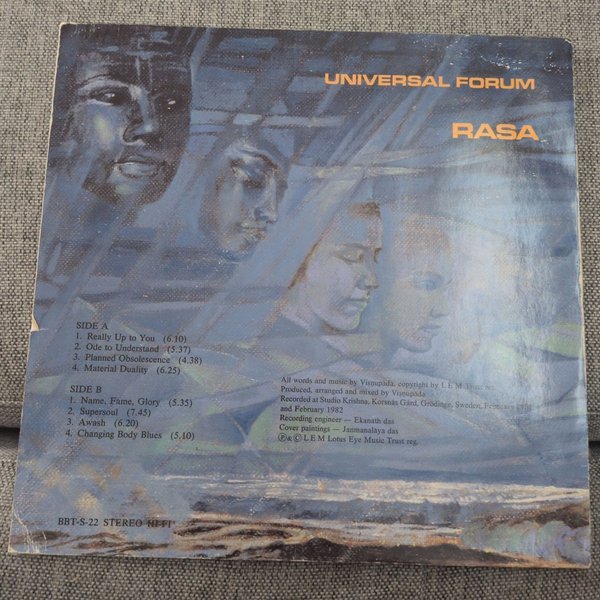 UNIVERSAL FORUM
RASA
SIDE A
1. Really Up to You (6.10)
2. Ode to Understand (5.37)
3. Planned Obsolescence (4.38)
4. Material Duality (6.25)
SIDE B
1. Name, Fame, Glory (5.35)
2. Supersoul (7.45)
3. Awash (6.20)
4. Changing Body Blues (5.10)
All words and music by Viṣṇupāda, copyright by L E M Trust
Produced, arranged and mixed by Viṣṇupāda
Recorded at Studio Krishna, Korsnäs Gård, Grödinge, Sweden, February
and February 1982
Recording engineer — Ekanath das
Cover paintings — Janmanalaya das
Ⓟ & Ⓒ L E M Lotus Eye Music Trust reg.
BBT-S-22 STEREO HI-FI